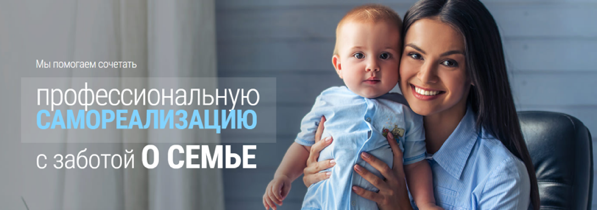 Мы помогаем сочетать
профессиональную
САМОРЕАЛИЗАЦИЮ
с заботой О СЕМЬЕ